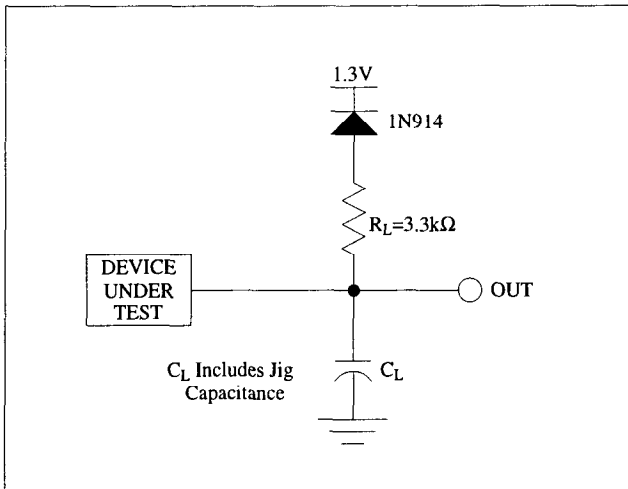 1.3V
1N914
R_L=3.3kΩ
DEVICE
UNDER
TEST
OUT
C_L Includes Jig
Capacitance
C_L